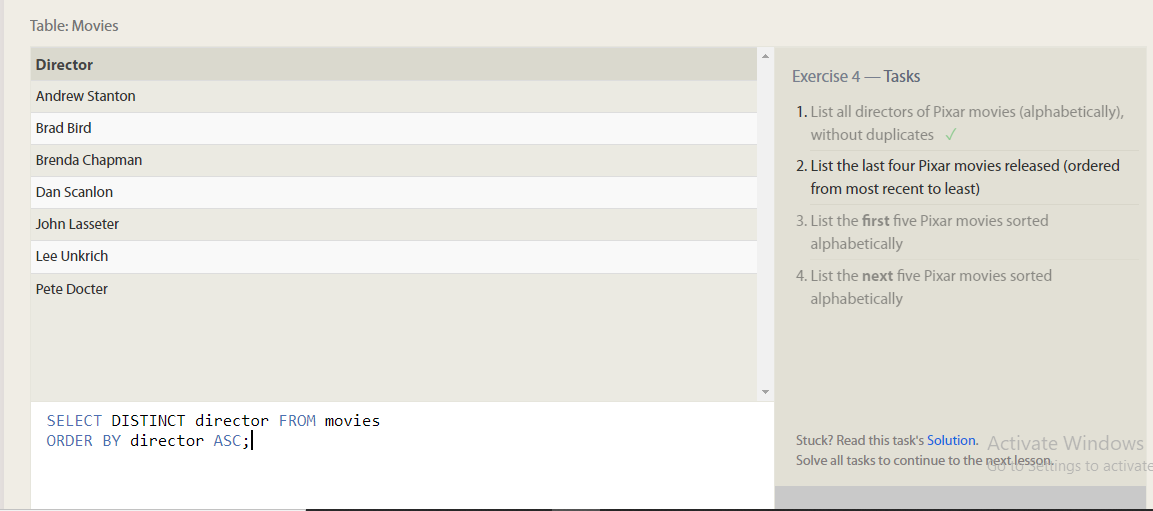 Table: Movies
Director
Andrew Stanton
Brad Bird
Brenda Chapman
Dan Scanlon
John Lasseter
Lee Unkrich
Pete Docter
SELECT DISTINCT director FROM movies
ORDER BY director ASC;
Exercise 4 — Tasks
1. List all directors of Pixar movies (alphabetically),
without duplicates ✓
2. List the last four Pixar movies released (ordered
from most recent to least)
3. List the first five Pixar movies sorted
alphabetically
4. List the next five Pixar movies sorted
alphabetically
Stuck? Read this task's Solution.
Solve all tasks to continue to the next lesson.
Activate Windows
Go to Settings to activate